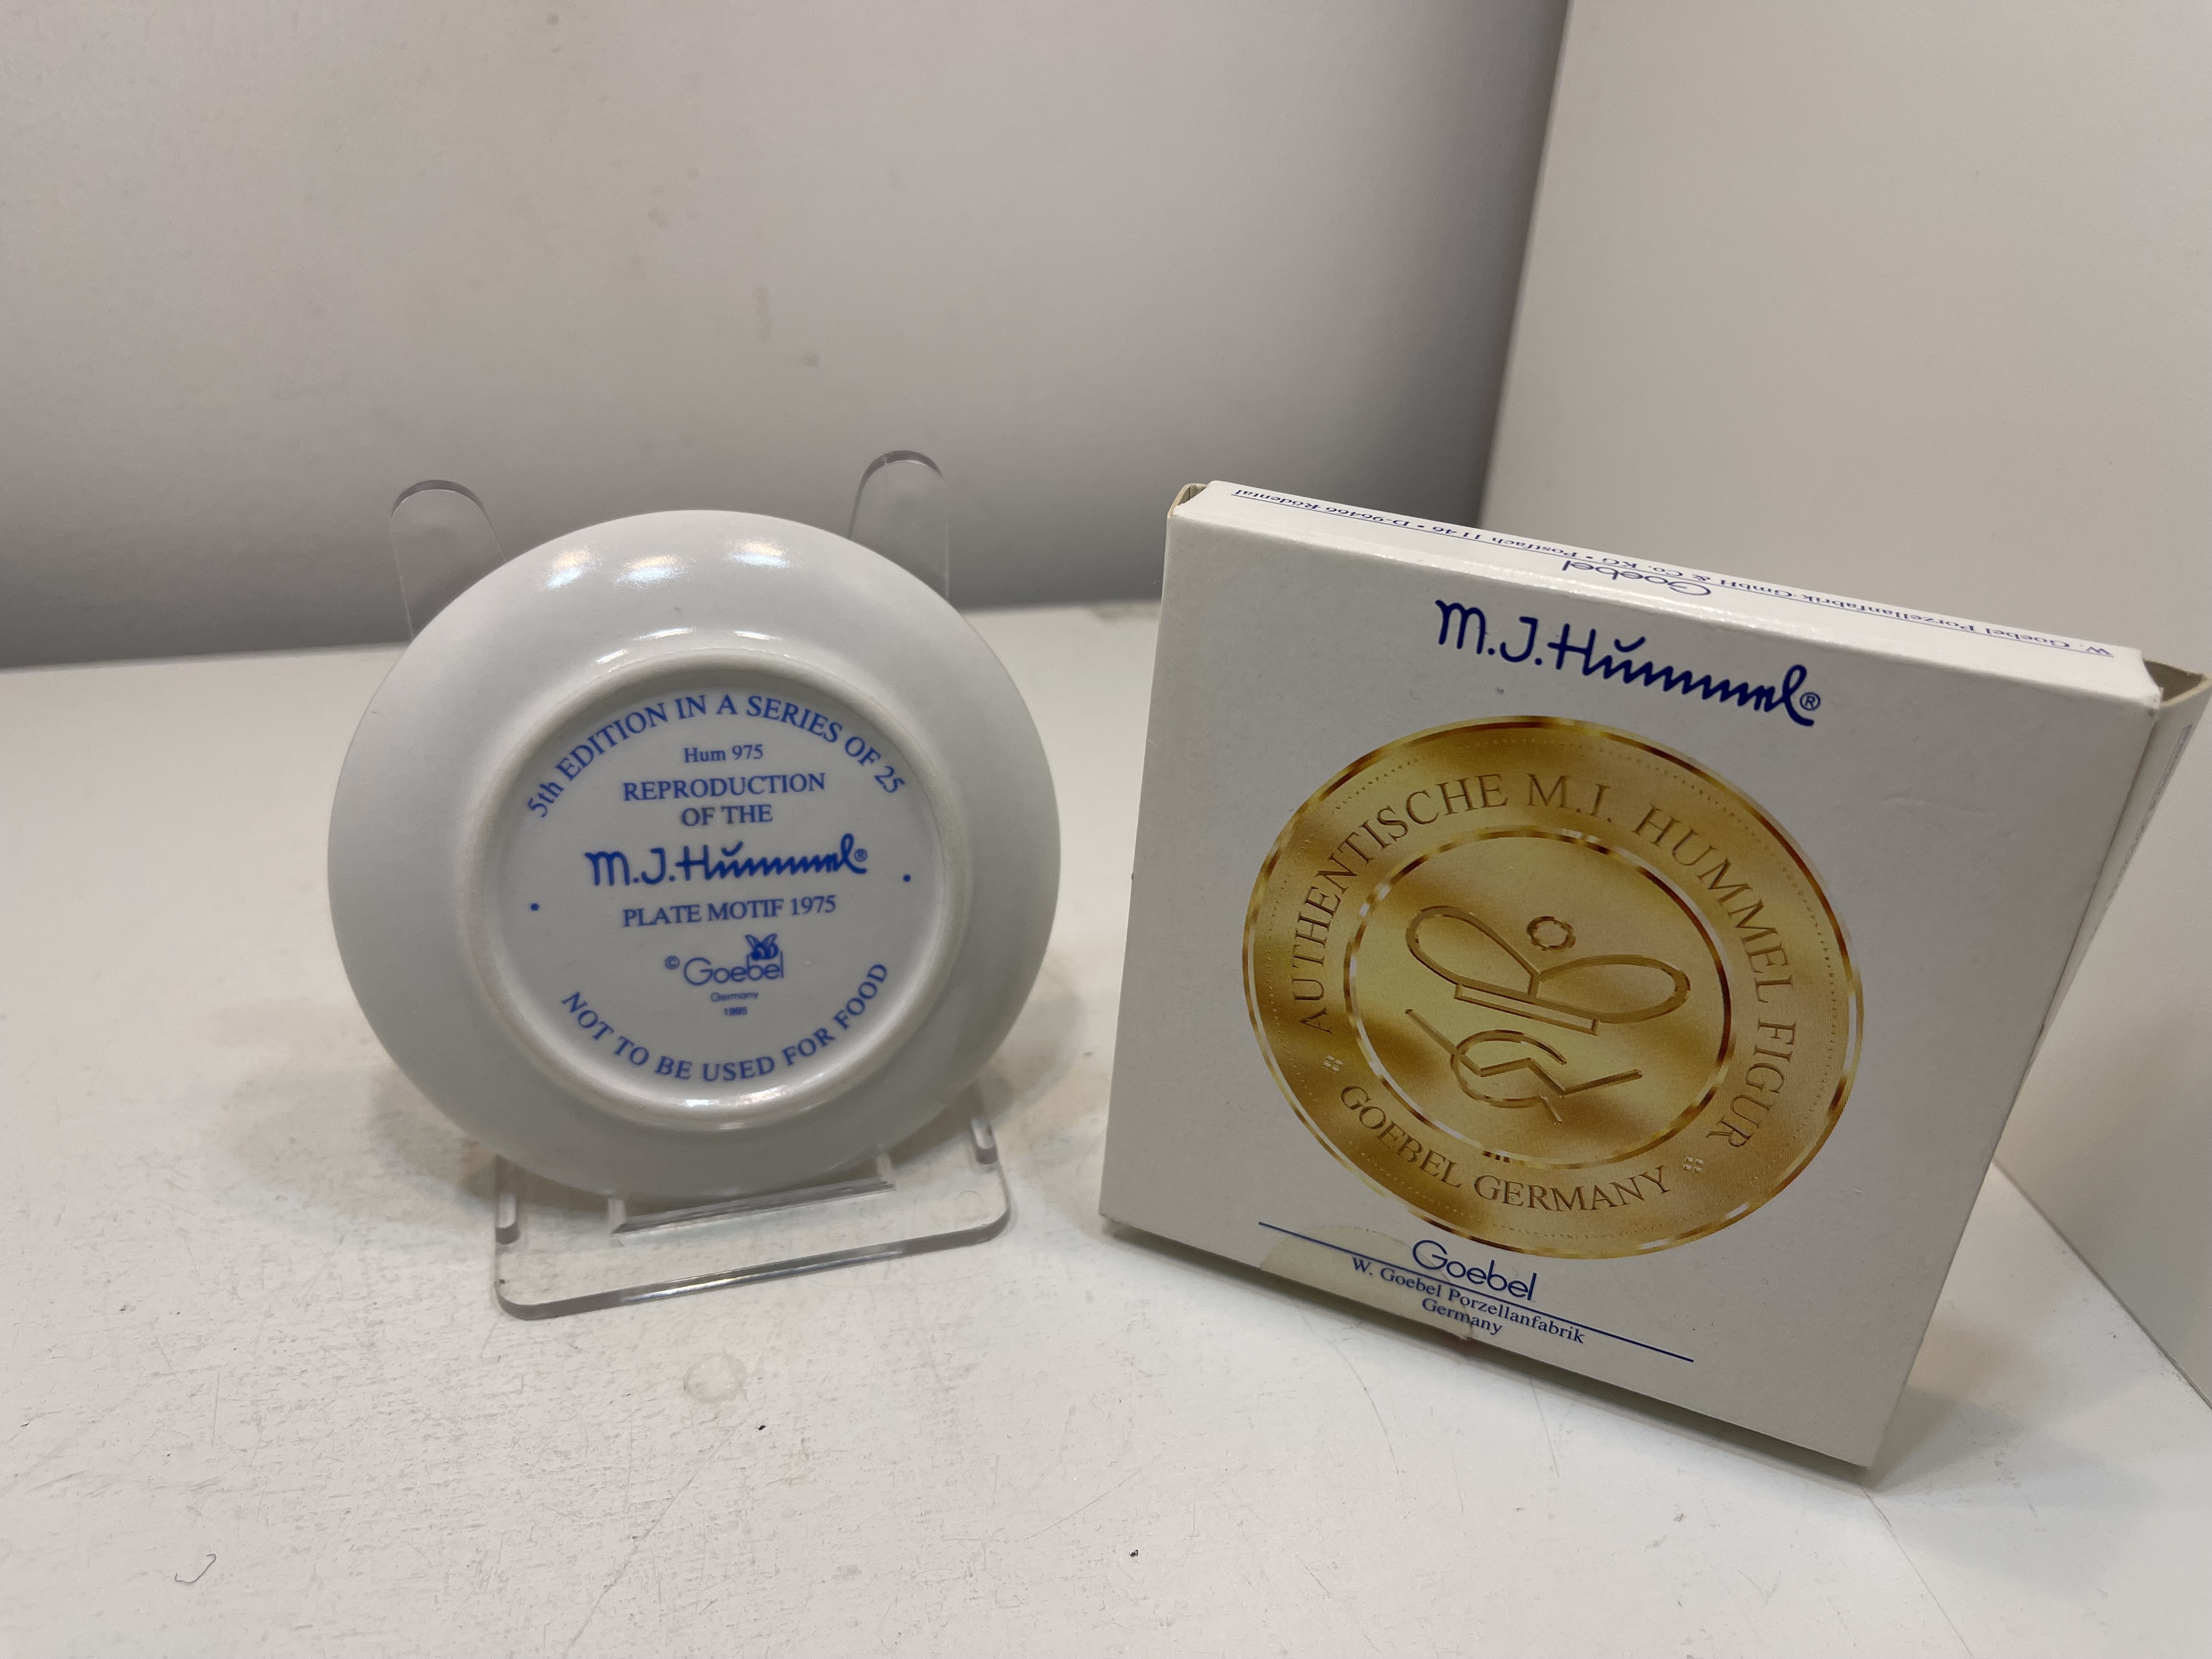 5th EDITION IN A SERIES OF 25
Hum 975
REPRODUCTION
OF THE
M.J.Hummel®
PLATE MOTIF 1975
© Goebel
Germany
1995
NOT TO BE USED FOR FOOD
Goebel
W. Goebel Porzellanfabrik GmbH & Co. KG • Postfach 11 46 • D-96466 Rödental
M.J.Hummel®
AUTHENTISCHE M.I. HUMMEL FIGUR
GOEBEL GERMANY
Goebel
W. Goebel Porzellanfabrik
Germany